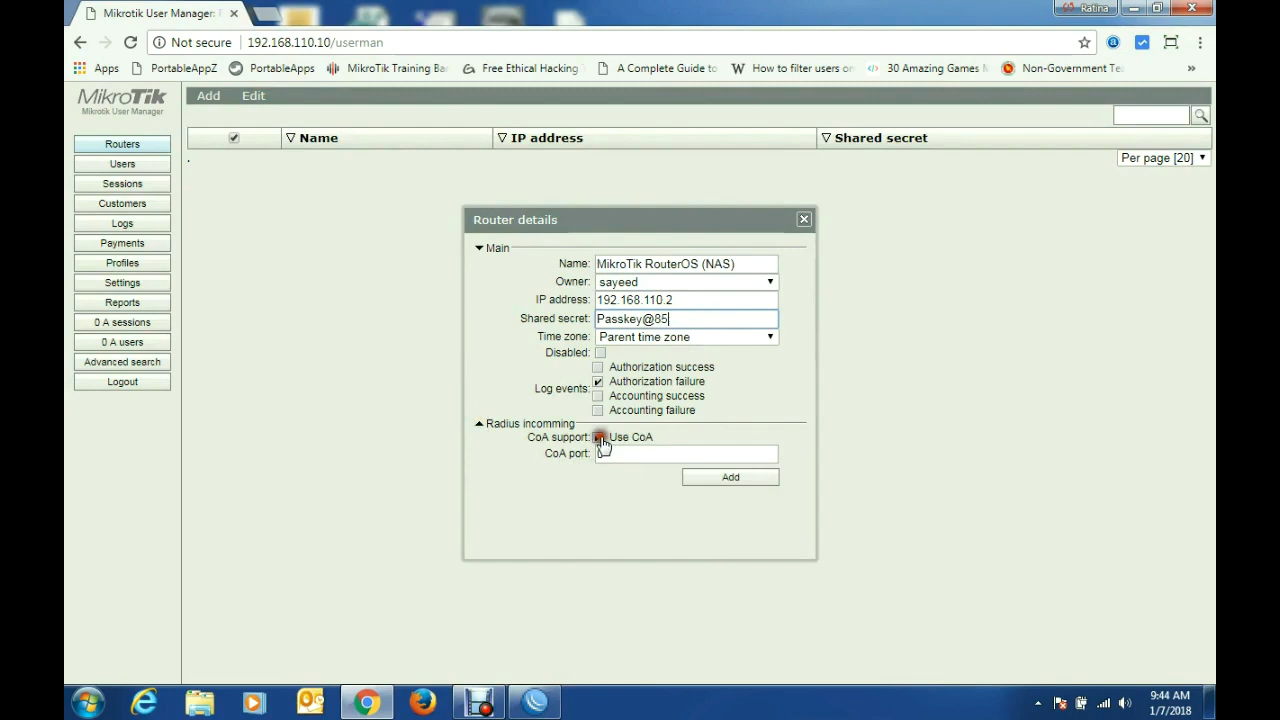 Mikrotik User Manager:
Ratina
Not secure 192.168.110.10/userman
Apps PortableAppZ PortableApps MikroTik Training Ba Free Ethical Hacking A Complete Guide to How to filter users on 30 Amazing Games Non-Government Te »
MikroTik
Mikrotik User Manager
Add Edit
Name IP address Shared secret
Per page [20]
Routers
Users
Sessions
Customers
Logs
Payments
Profiles
Settings
Reports
0 A sessions
0 A users
Advanced search
Logout
Router details
Main
Name: MikroTik RouterOS (NAS)
Owner: sayeed
IP address: 192.168.110.2
Shared secret: Passkey@85
Time zone: Parent time zone
Disabled:
Log events:
Authorization success
Authorization failure
Accounting success
Accounting failure
Radius incomming
CoA support: Use CoA
CoA port:
Add
9:44 AM
1/7/2018